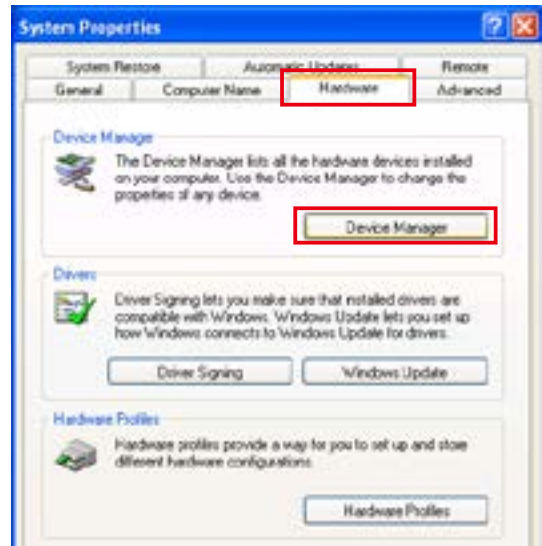 System Properties
System Restore Automatic Updates Remote
General Computer Name Hardware Advanced
Device Manager
The Device Manager lists all the hardware devices installed
on your computer. Use the Device Manager to change the
properties of any device.
Device Manager
Drivers
Driver Signing lets you make sure that installed drivers are
compatible with Windows. Windows Update lets you set up
how Windows connects to Windows Update for drivers.
Driver Signing Windows Update
Hardware Profiles
Hardware profiles provide a way for you to set up and store
different hardware configurations.
Hardware Profiles